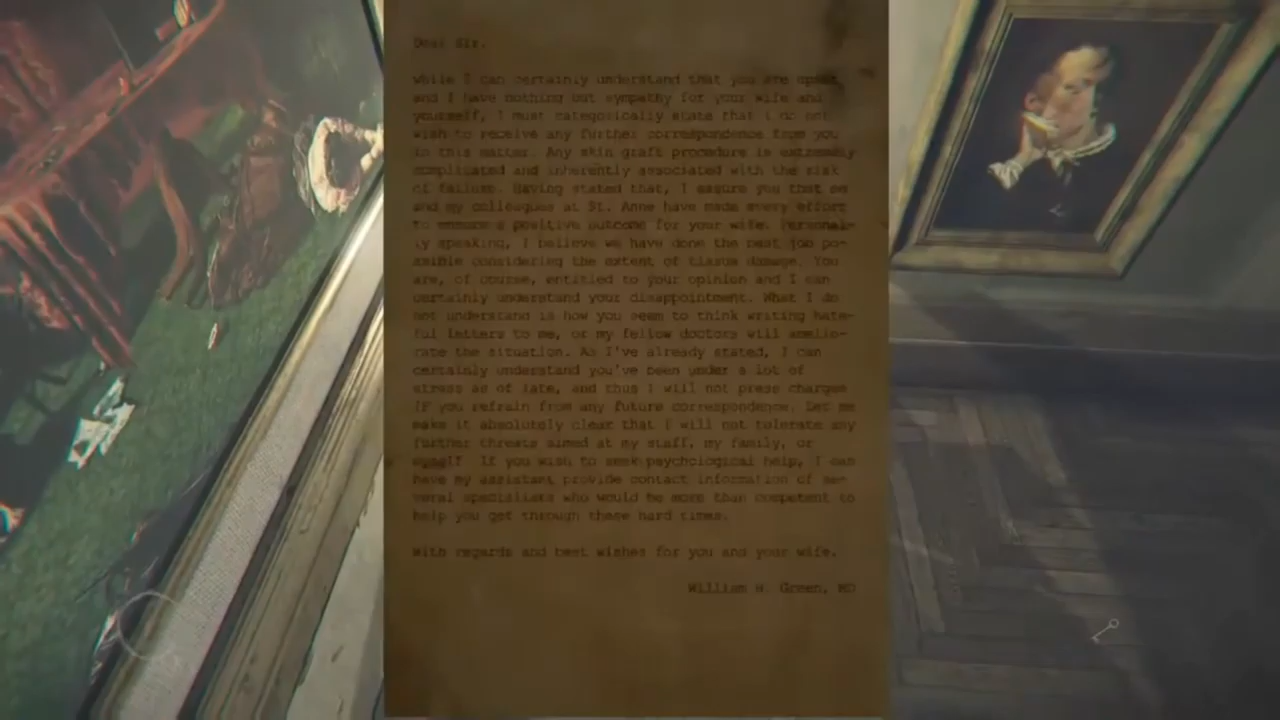 Dear Sir.
While I can certainly understand that you are upset,
and I have nothing but sympathy for your wife and
yourself, I must categorically state that I do not
wish to receive any further correspondence from you
in this matter. Any skin graft procedure is extremely
complicated and inherently associated with the risk
of failure. Having stated that, I assure you that me
and my colleagues at St. Anne have made every effort
to ensure a positive outcome for your wife. Personal-
ly speaking, I believe we have done the best job po-
ssible considering the extent of tissue damage. You
are, of course, entitled to your opinion and I can
certainly understand your disappointment. What I do
not understand is how you seem to think writing hate-
ful letters to me, or my fellow doctors will amelio-
rate the situation. As I've already stated, I can
certainly understand you've been under a lot of
stress as of late, and thus I will not press charges
IF you refrain from any future correspondence. Let me
make it absolutely clear that I will not tolerate any
further threats aimed at my staff, my family, or
myself. If you wish to seek psychological help, I can
have my assistant provide contact information of se-
veral specialists who would be more than competent to
help you get through these hard times.
With regards and best wishes for you and your wife.
William H. Green, MD